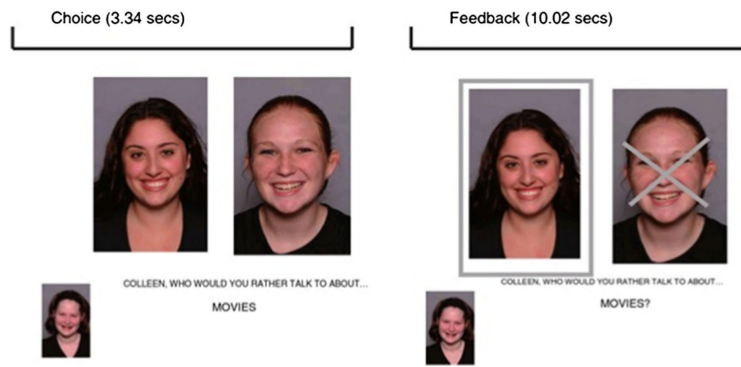 Choice (3.34 secs)
Feedback (10.02 secs)
COLLEEN, WHO WOULD YOU RATHER TALK TO ABOUT...
MOVIES
COLLEEN, WHO WOULD YOU RATHER TALK TO ABOUT...
MOVIES?